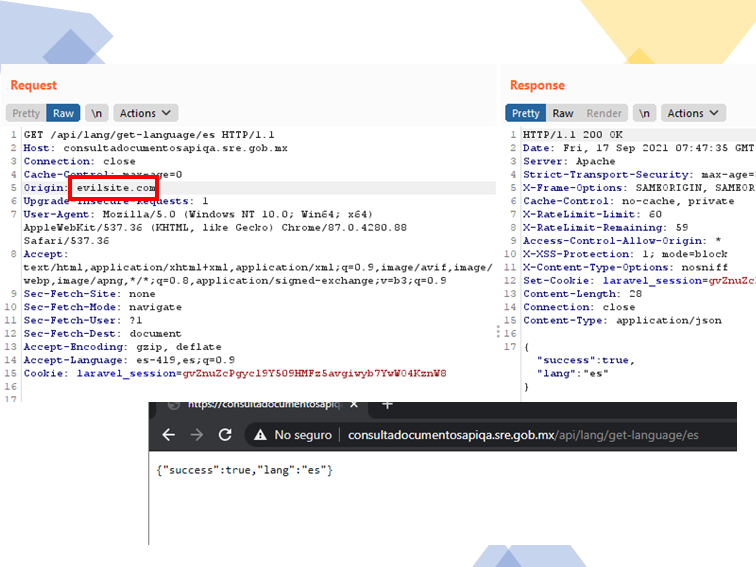 Request
Pretty Raw \n Actions
1 GET /api/lang/get-language/es HTTP/1.1
2 Host: consultadocumentosapiqa.sre.gob.mx
3 Connection: close
4 Cache-Control: max-age=0
5 Origin: evilsite.com
6 Upgrade-Insecure-Requests: 1
7 User-Agent: Mozilla/5.0 (Windows NT 10.0; Win64; x64)
AppleWebKit/537.36 (KHTML, like Gecko) Chrome/87.0.4280.88
Safari/537.36
8 Accept:
text/html,application/xhtml+xml,application/xml;q=0.9,image/avif,image/
webp,image/apng,*/*;q=0.8,application/signed-exchange;v=b3;q=0.9
9 Sec-Fetch-Site: none
10 Sec-Fetch-Mode: navigate
11 Sec-Fetch-User: ?1
12 Sec-Fetch-Dest: document
13 Accept-Encoding: gzip, deflate
14 Accept-Language: es-419,es;q=0.9
15 Cookie: laravel_session=gvZnuZcPgyc19Y509HMFz5avgiwyb7YwW04KznW8
16
17
Response
Pretty Raw Render \n Actions
1 HTTP/1.1 200 OK
2 Date: Fri, 17 Sep 2021 07:47:35 GMT
3 Server: Apache
4 Strict-Transport-Security: max-age=
5 X-Frame-Options: SAMEORIGIN, SAMEO
6 Cache-Control: no-cache, private
7 X-RateLimit-Limit: 60
8 X-RateLimit-Remaining: 59
9 Access-Control-Allow-Origin: *
10 X-XSS-Protection: 1; mode=block
11 X-Content-Type-Options: nosniff
12 Set-Cookie: laravel_session=gvZnuZc
13 Content-Length: 28
14 Connection: close
15 Content-Type: application/json
16
17 {
"success":true,
"lang":"es"
}
https://consultadocumentosapiq
No seguro consultadocumentosapiqa.sre.gob.mx/api/lang/get-language/es
{"success":true,"lang":"es"}